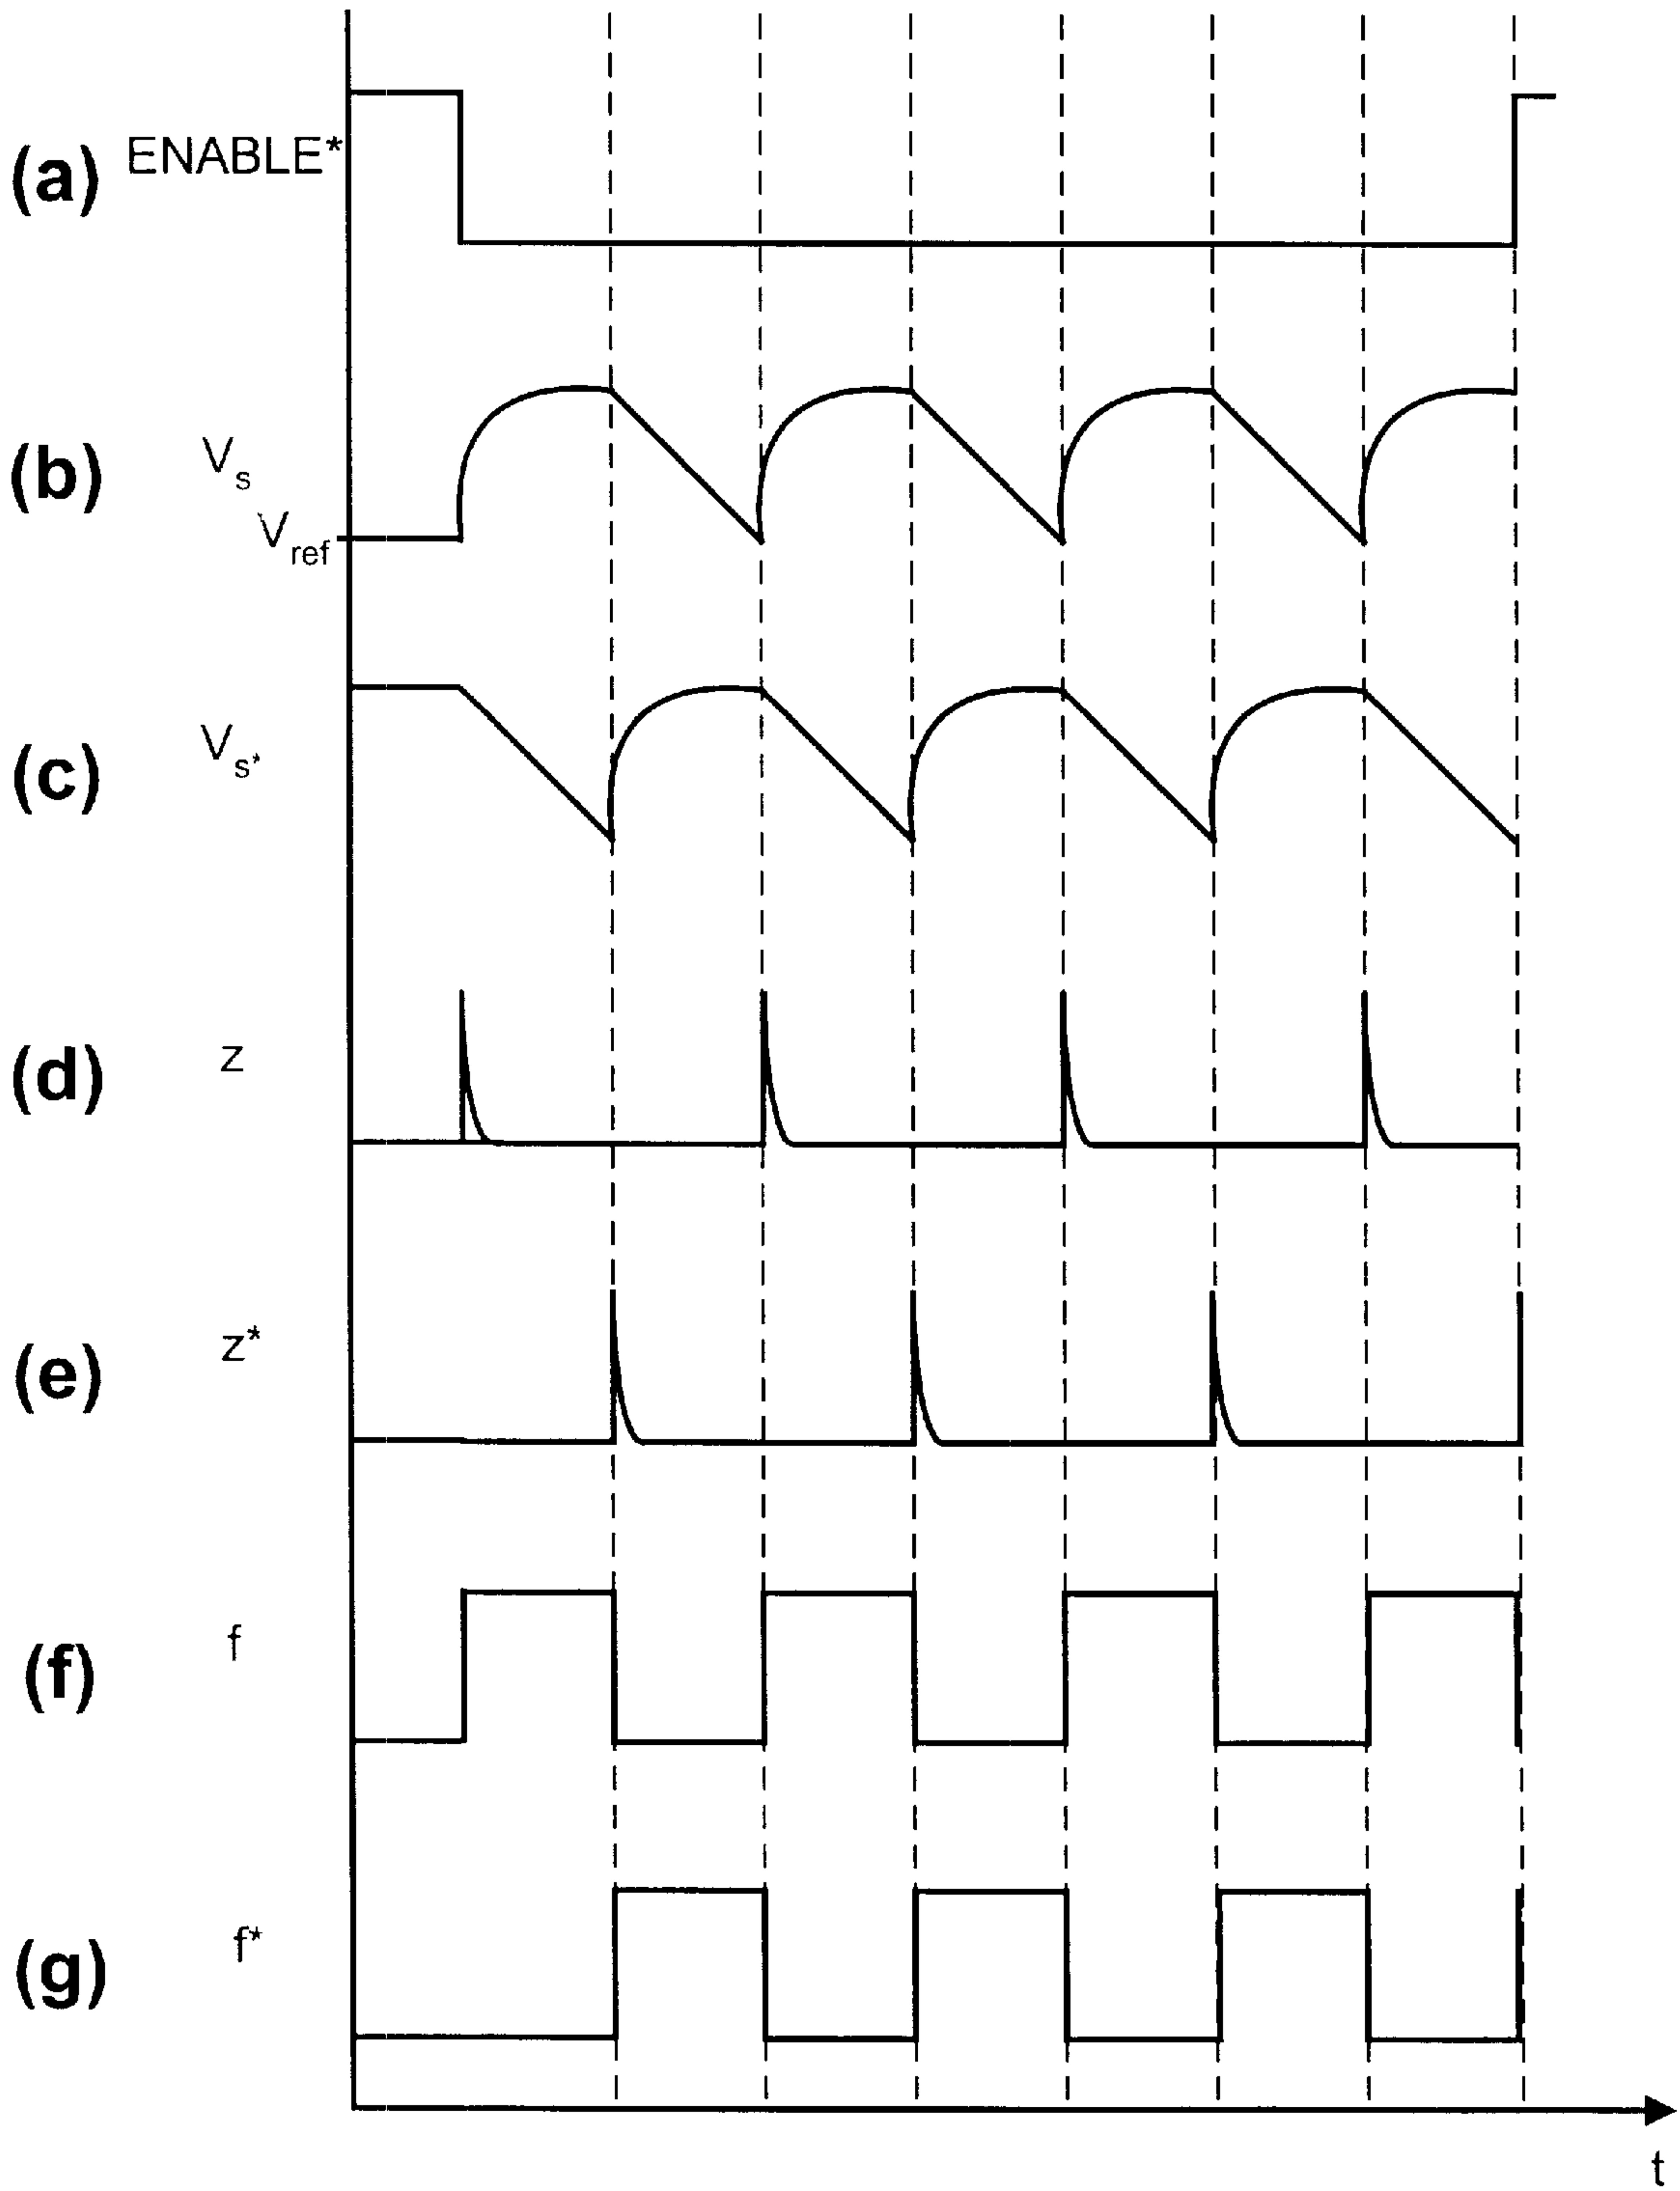 (a) ENABLE*
(b) Vs
Vref
(c) Vs*
(d) z
(e) z*
(f) f
(g) f*
t